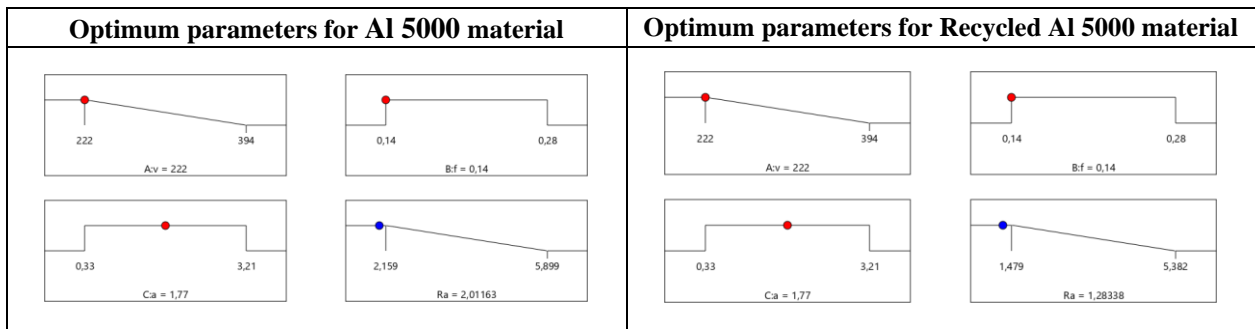 Optimum parameters for Al 5000 material
222 394
A:v = 222
0,14 0,28
B:f = 0,14
0,33 3,21
C:a = 1,77
2,159 5,899
Ra = 2,01163
Optimum parameters for Recycled Al 5000 material
222 394
A:v = 222
0,14 0,28
B:f = 0,14
0,33 3,21
C:a = 1,77
1,479 5,382
Ra = 1,28338